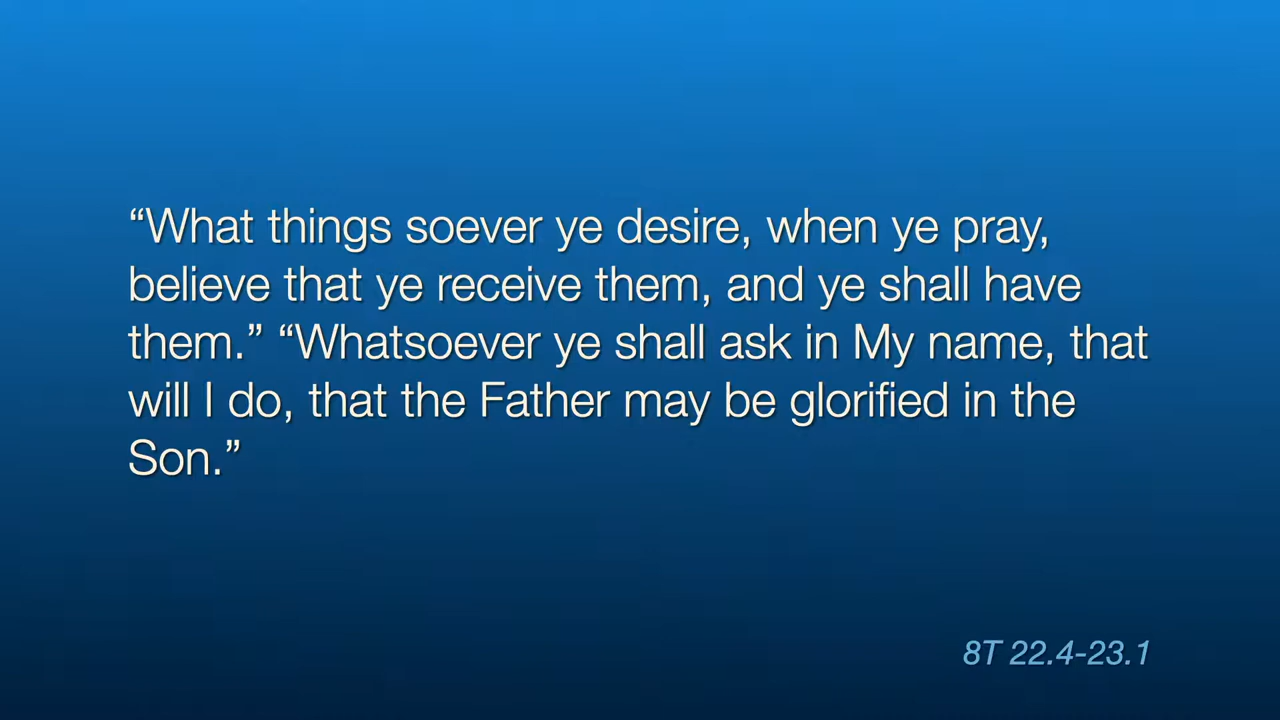 “What things soever ye desire, when ye pray,
believe that ye receive them, and ye shall have
them.” “Whatsoever ye shall ask in My name, that
will I do, that the Father may be glorified in the
Son.”
8T 22.4-23.1